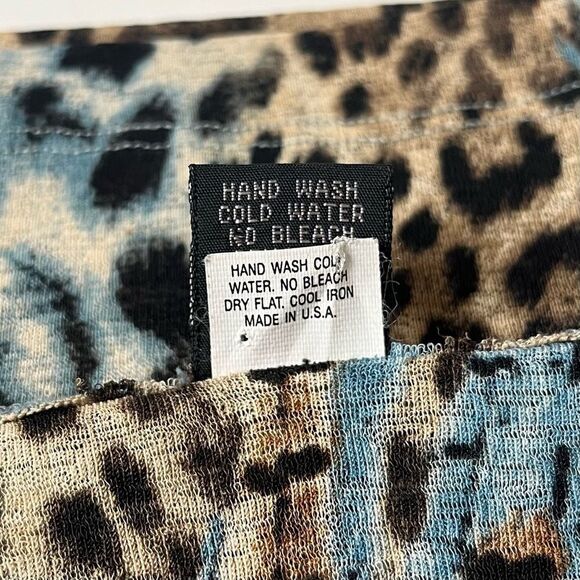 HAND WASH
COLD WATER
NO BLEACH
HAND WASH COLD
WATER. NO BLEACH
DRY FLAT. COOL IRON
MADE IN U.S.A.